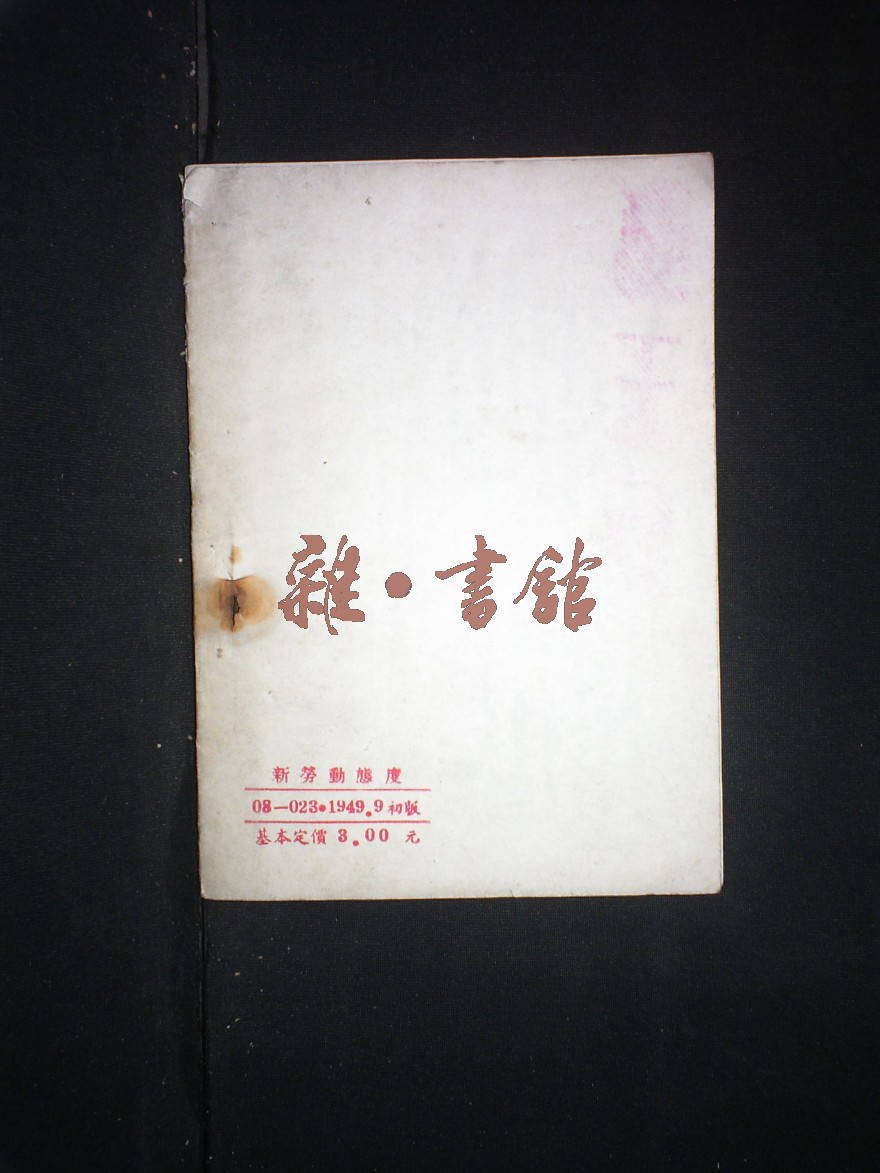 雜•書館
新勞動態度
08—023•1949.9初版
基本定價 3.00 元